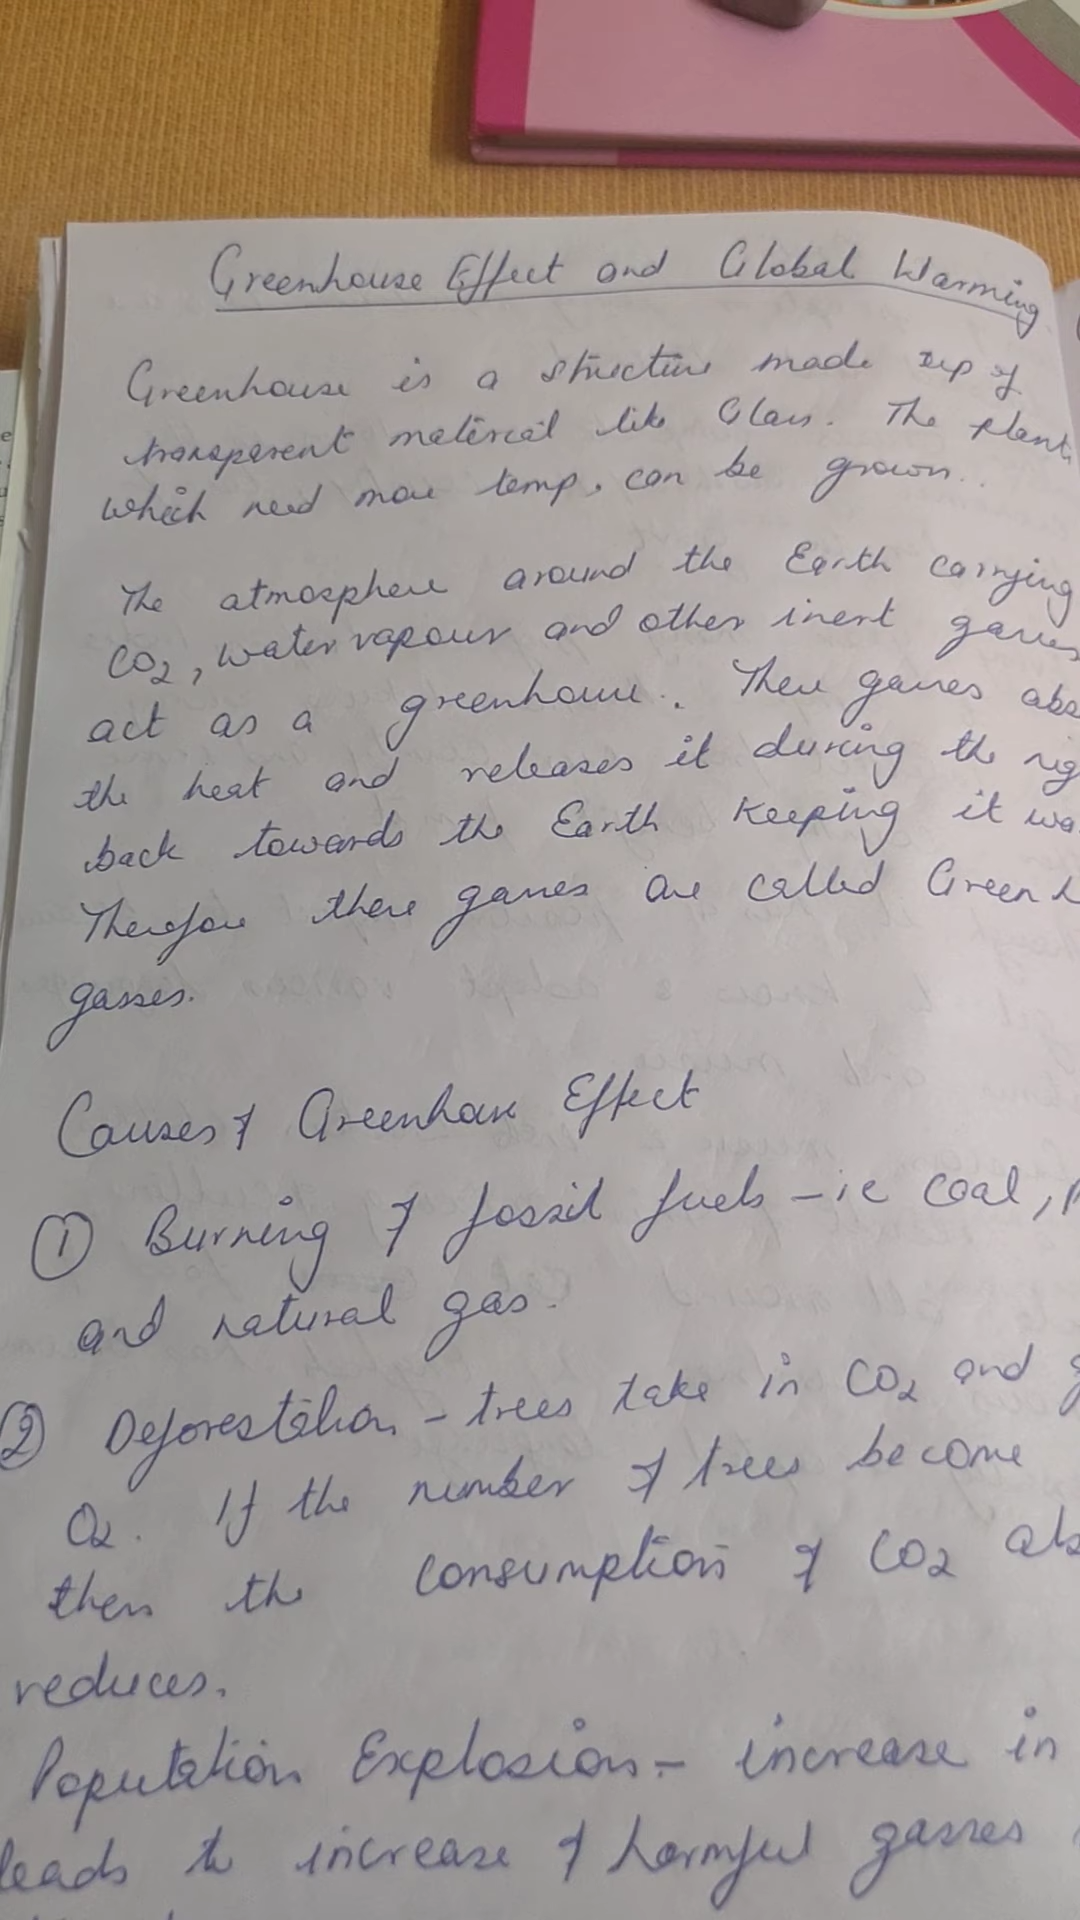 Greenhouse Effect and Global Warming
Greenhouse is a structure made up of
transparent material like Glass. The plants
which need more temp. can be grown..
The atmosphere around the Earth carrying
CO2, water vapour and other inert gasses
act as a greenhouse. These gasses abs
the heat and releases it during the nig
back towards the Earth keeping it wa
Therefore these gasses are called Green h
gasses.
Causes of Greenhouse Effect
① Burning of fossil fuels - ie coal, p
and natural gas.
② Deforestation - trees take in CO2 and g
O2. If the number of trees become
then the consumption of CO2 als
reduces.
Population Explosion - increase in
leads to increase of harmful gasses